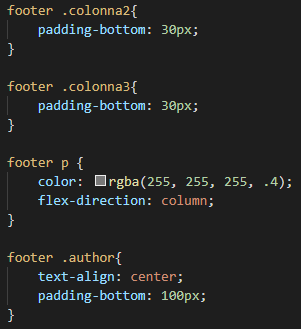 footer .colonna2{
    padding-bottom: 30px;
}

footer .colonna3{
    padding-bottom: 30px;
}

footer p {
    color: rgba(255, 255, 255, .4);
    flex-direction: column;
}

footer .author{
    text-align: center;
    padding-bottom: 100px;
}